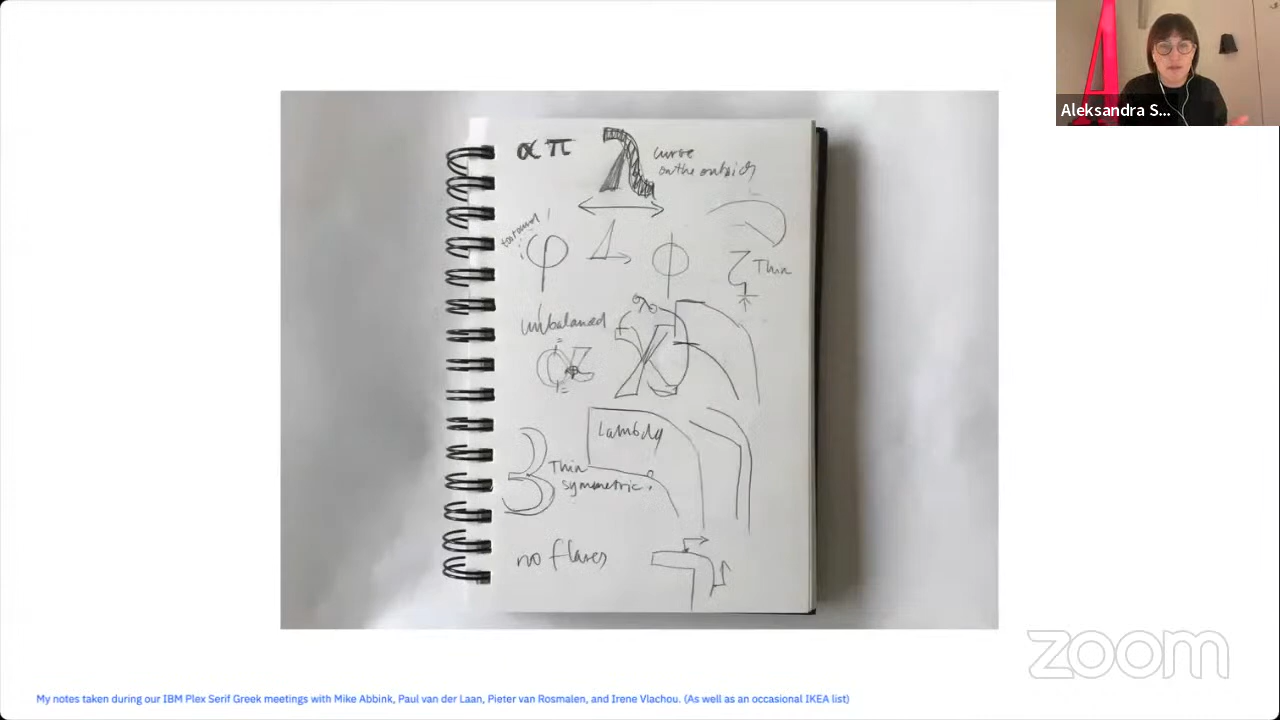 Aleksandra S...
α π
curve
on the outside
too round!
φ
Δ
ϕ
ζ Thin
unbalanced
Lambda
Thin
symmetric.
no flares
zoom
My notes taken during our IBM Plex Serif Greek meetings with Mike Abbink, Paul van der Laan, Pieter van Rosmalen, and Irene Vlachou. (As well as an occasional IKEA list)